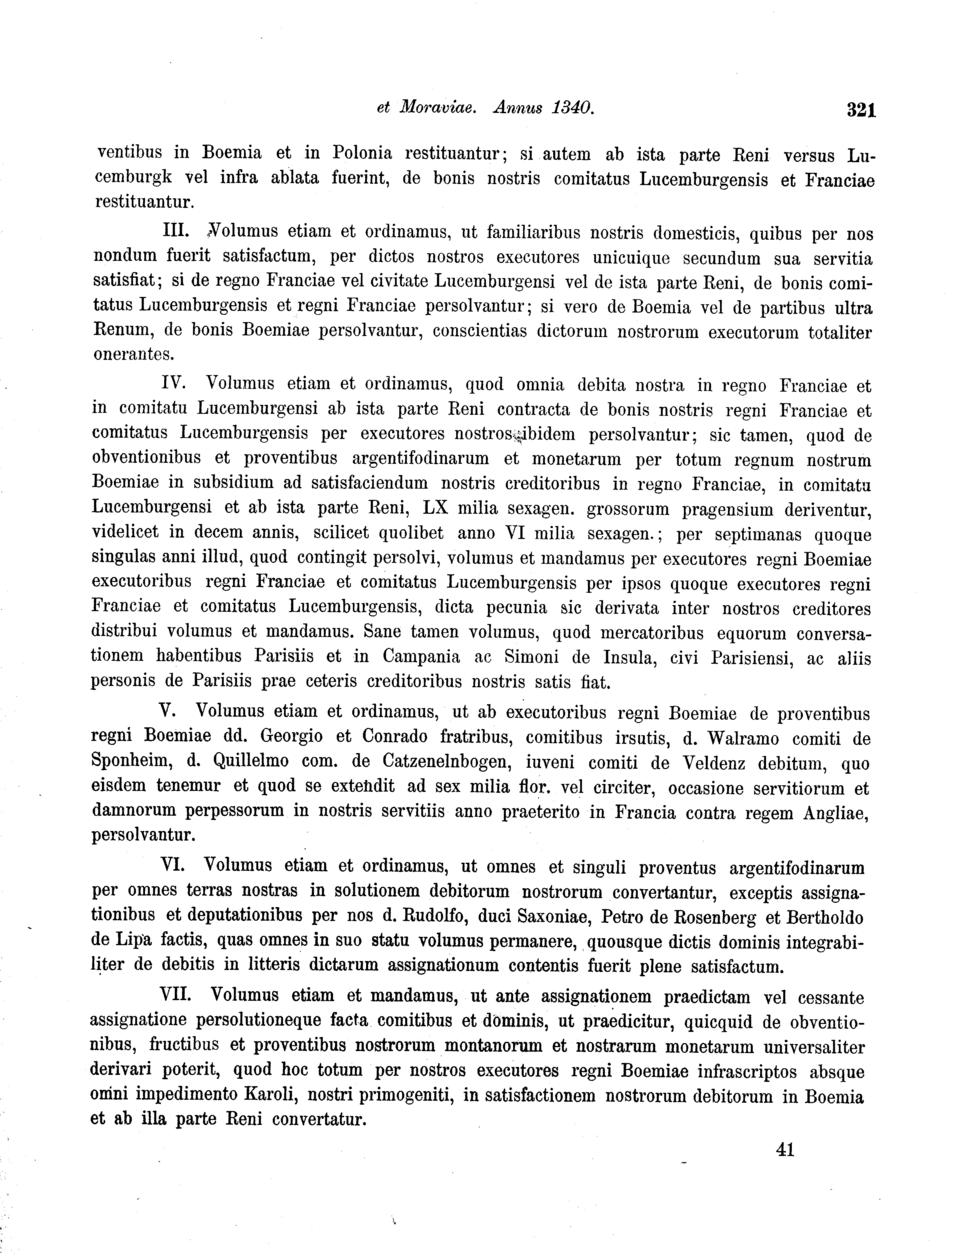 et Moraviae. Annus 1340. 321
ventibus in Boemia et in Polonia restituantur; si autem ab ista parte Reni versus Lu-
cemburgk vel infra ablata fuerint, de bonis nostris comitatus Lucemburgensis et Franciae
restituantur.
III. Volumus etiam et ordinamus, ut familiaribus nostris domesticis, quibus per nos
nondum fuerit satisfactum, per dictos nostros executores unicuique secundum sua servitia
satisfiat; si de regno Franciae vel civitate Lucemburgensi vel de ista parte Reni, de bonis comi-
tatus Lucemburgensis et regni Franciae persolvantur; si vero de Boemia vel de partibus ultra
Renum, de bonis Boemiae persolvantur, conscientias dictorum nostrorum executorum totaliter
onerantes.
IV. Volumus etiam et ordinamus, quod omnia debita nostra in regno Franciae et
in comitatu Lucemburgensi ab ista parte Reni contracta de bonis nostris regni Franciae et
comitatus Lucemburgensis per executores nostros ibidem persolvantur; sic tamen, quod de
obventionibus et proventibus argentifodinarum et monetarum per totum regnum nostrum
Boemiae in subsidium ad satisfaciendum nostris creditoribus in regno Franciae, in comitatu
Lucemburgensi et ab ista parte Reni, LX milia sexagen. grossorum pragensium deriventur,
videlicet in decem annis, scilicet quolibet anno VI milia sexagen.; per septimanas quoque
singulas anni illud, quod contingit persolvi, volumus et mandamus per executores regni Boemiae
executoribus regni Franciae et comitatus Lucemburgensis per ipsos quoque executores regni
Franciae et comitatus Lucemburgensis, dicta pecunia sic derivata inter nostros creditores
distribui volumus et mandamus. Sane tamen volumus, quod mercatoribus equorum conversa-
tionem habentibus Parisiis et in Campania ac Simoni de Insula, civi Parisiensi, ac aliis
personis de Parisiis prae ceteris creditoribus nostris satis fiat.
V. Volumus etiam et ordinamus, ut ab executoribus regni Boemiae de proventibus
regni Boemiae dd. Georgio et Conrado fratribus, comitibus irsutis, d. Walramo comiti de
Sponheim, d. Quillelmo com. de Catzenelnbogen, iuveni comiti de Veldenz debitum, quo
eisdem tenemur et quod se extendit ad sex milia flor. vel circiter, occasione servitiorum et
damnorum perpessorum in nostris servitiis anno praeterito in Francia contra regem Angliae,
persolvantur.
VI. Volumus etiam et ordinamus, ut omnes et singuli proventus argentifodinarum
per omnes terras nostras in solutionem debitorum nostrorum convertantur, exceptis assigna-
tionibus et deputationibus per nos d. Rudolfo, duci Saxoniae, Petro de Rosenberg et Bertholdo
de Lipa factis, quas omnes in suo statu volumus permanere, quousque dictis dominis integrabi-
liter de debitis in litteris dictarum assignationum contentis fuerit plene satisfactum.
VII. Volumus etiam et mandamus, ut ante assignationem praedictam vel cessante
assignatione persolutioneque facta comitibus et dominis, ut praedicitur, quicquid de obventio-
nibus, fructibus et proventibus nostrorum montanorum et nostrarum monetarum universaliter
derivari poterit, quod hoc totum per nostros executores regni Boemiae infrascriptos absque
omni impedimento Karoli, nostri primogeniti, in satisfactionem nostrorum debitorum in Boemia
et ab illa parte Reni convertatur.
41